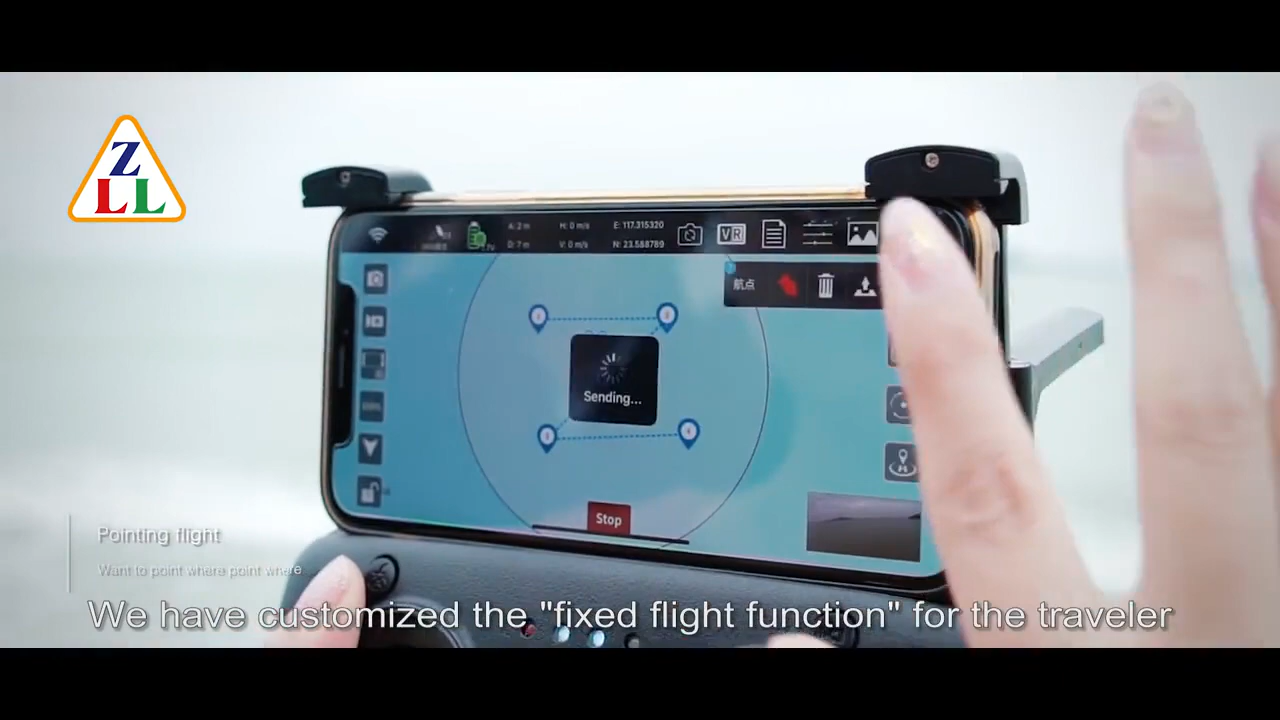 Z
LL
A: 2 m H: 0 m/s E: 117.315320
D: 7 m V: 0 m/s N: 23.588789
VR
航点
Sending...
Stop
Pointing flight
Want to point where point where
We have customized the "fixed flight function" for the traveler